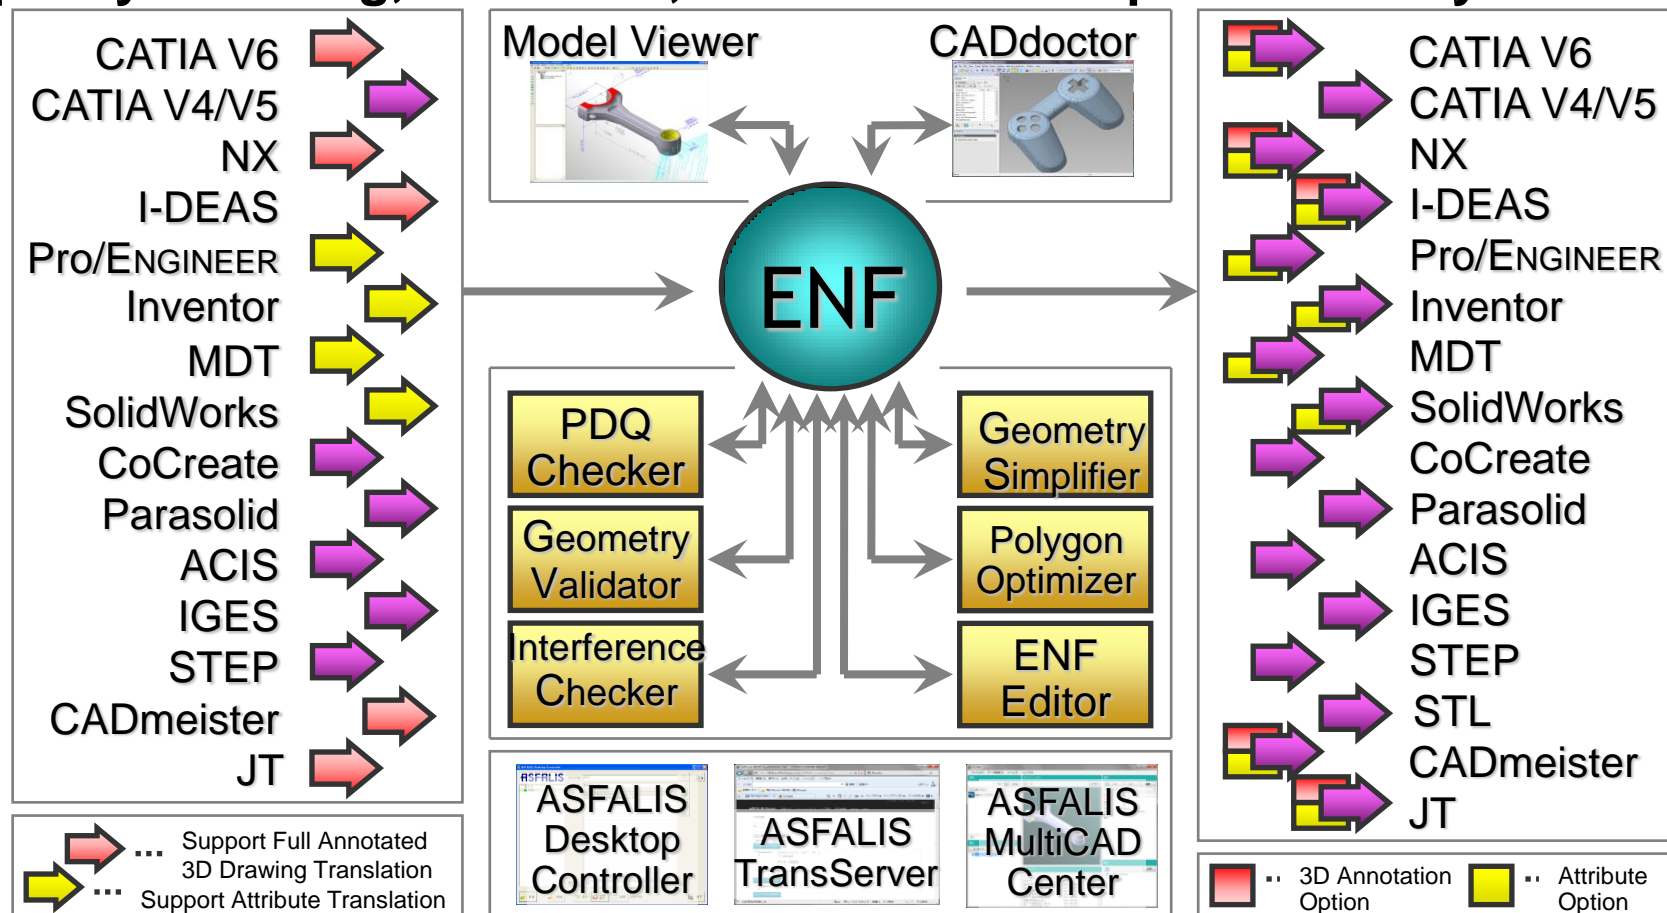 CATIA V6
CATIA V4/V5
NX
I-DEAS
Pro/ENGINEER
Inventor
MDT
SolidWorks
CoCreate
Parasolid
ACIS
IGES
STEP
CADmeister
JT
... Support Full Annotated
3D Drawing Translation
... Support Attribute Translation
Model Viewer
CADdoctor
ENF
PDQ
Checker
Geometry
Validator
Interference
Checker
Geometry
Simplifier
Polygon
Optimizer
ENF
Editor
ASFALIS
ASFALIS
Desktop
Controller
ASFALIS
TransServer
ASFALIS
MultiCAD
Center
CATIA V6
CATIA V4/V5
NX
I-DEAS
Pro/ENGINEER
Inventor
MDT
SolidWorks
CoCreate
Parasolid
ACIS
IGES
STEP
STL
CADmeister
JT
.. 3D Annotation
Option
.. Attribute
Option